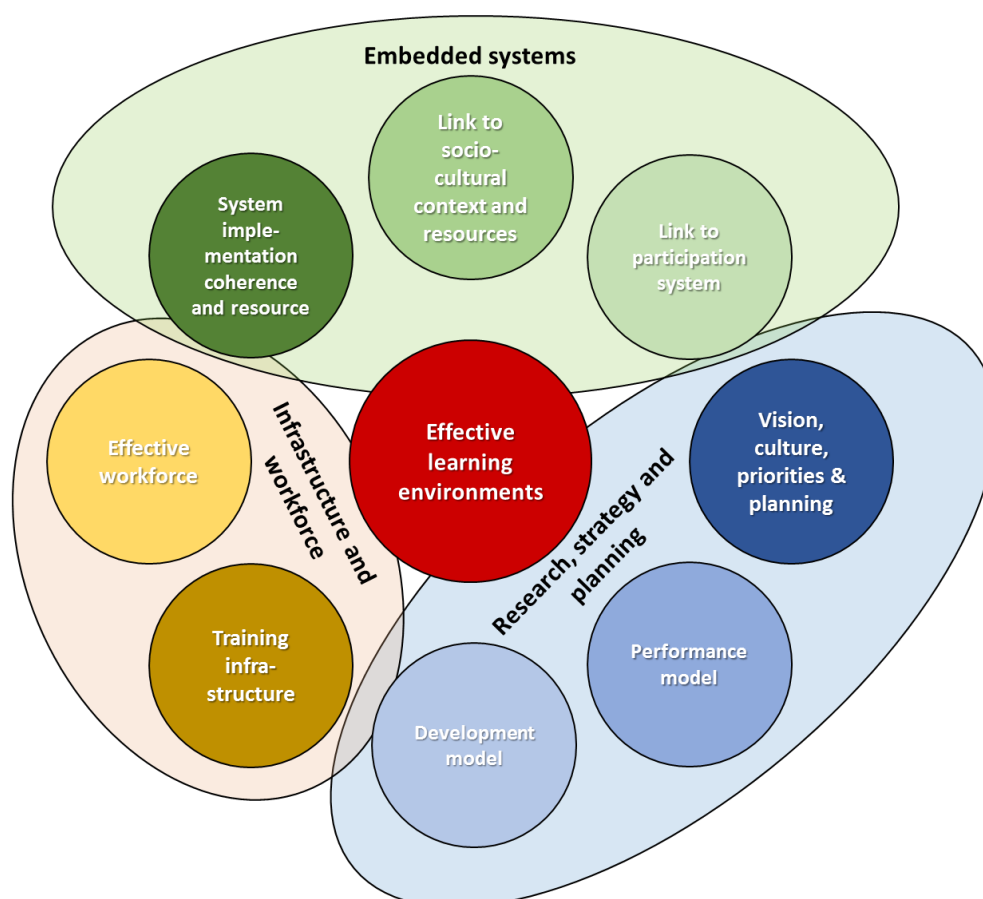 Embedded systems
Link to
socio-
cultural
context and
resources
System
imple-
mentation
coherence
and resource
Link to
participation
system
Effective
workforce
Infrastructure and
workforce
Effective
learning
environments
Research, strategy and
planning
Vision,
culture,
priorities &
planning
Training
infra-
structure
Development
model
Performance
model